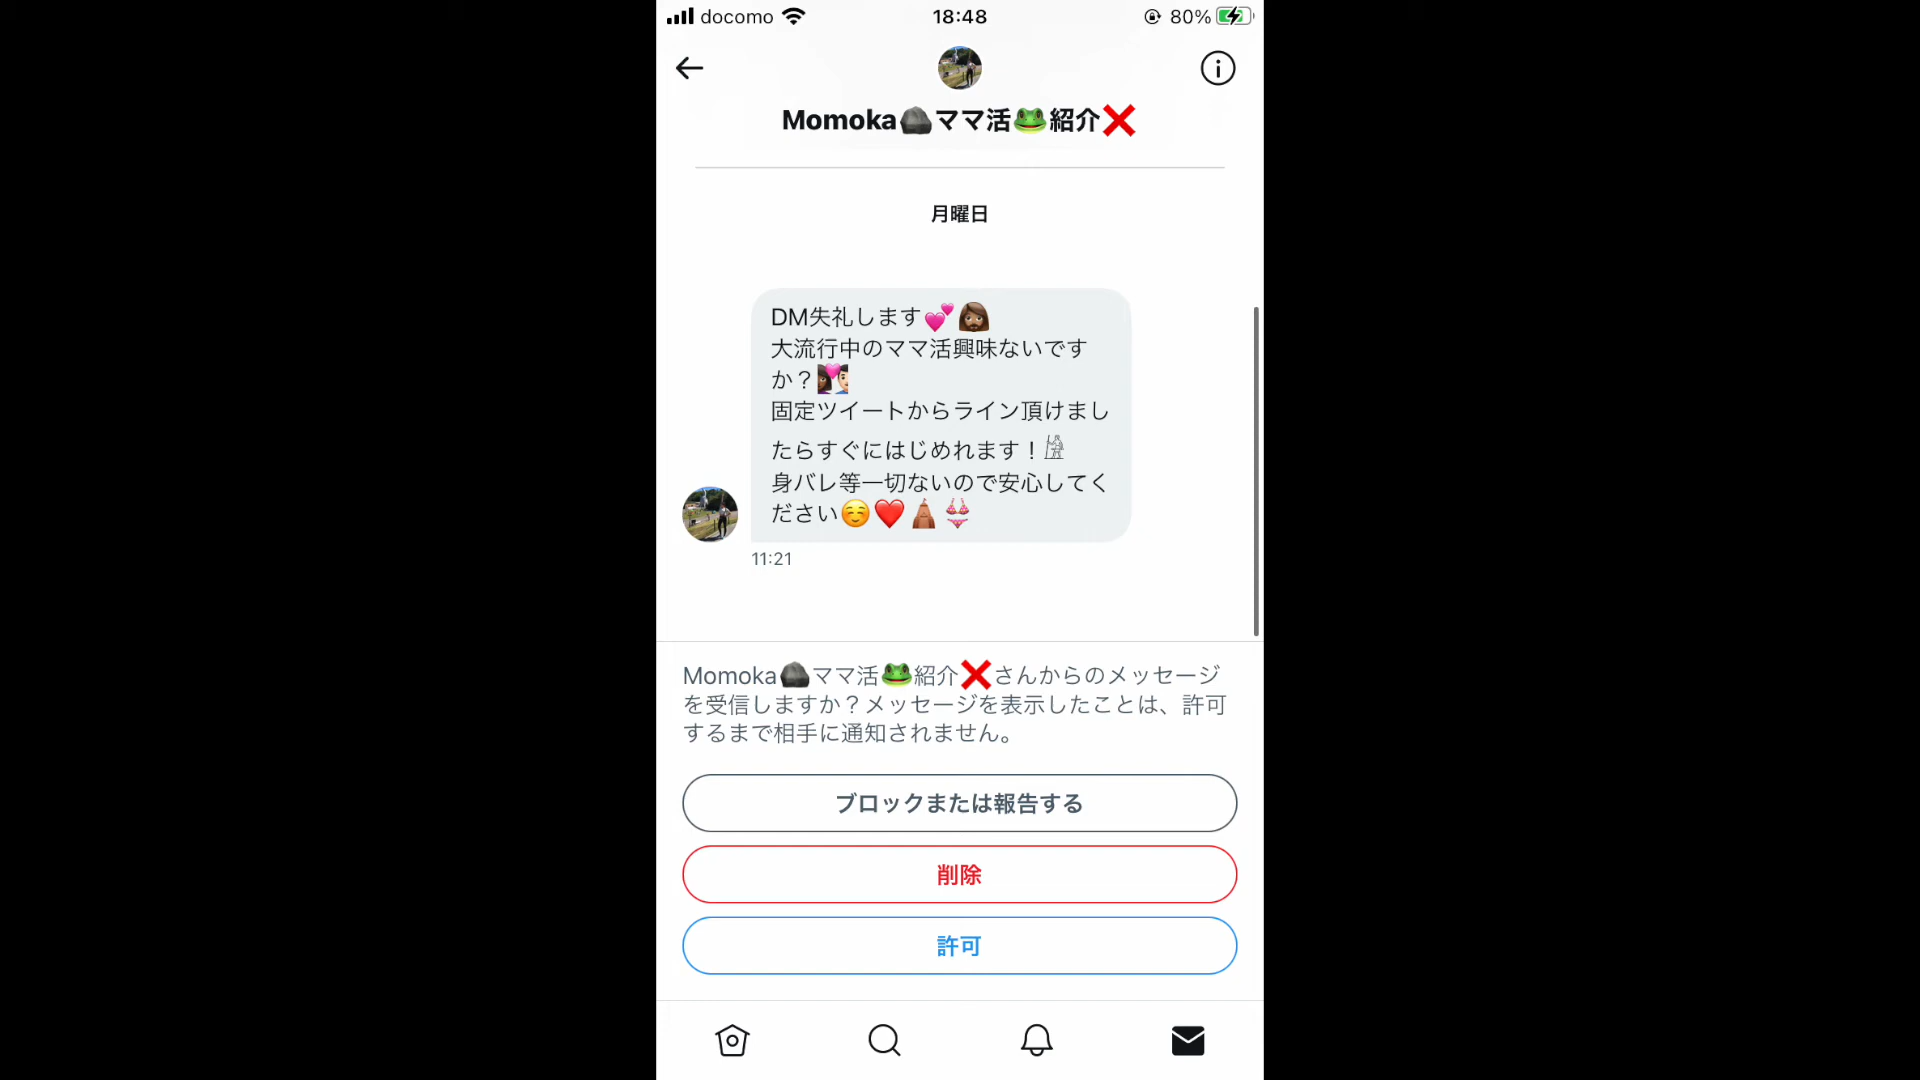 docomo 18:48 80%
Momoka🪨ママ活🐸紹介❌
月曜日
DM失礼します💕🧔🏾‍♀️
大流行中のママ活興味ないです
か？👩🏾‍❤️‍👨🏻
固定ツイートからライン頂けまし
たらすぐにはじめれます！
身バレ等一切ないので安心してく
ださい☺️❤️👃🏽👙
11:21
Momoka🪨ママ活🐸紹介❌さんからのメッセージ
を受信しますか？メッセージを表示したことは、許可
するまで相手に通知されません。
ブロックまたは報告する
削除
許可